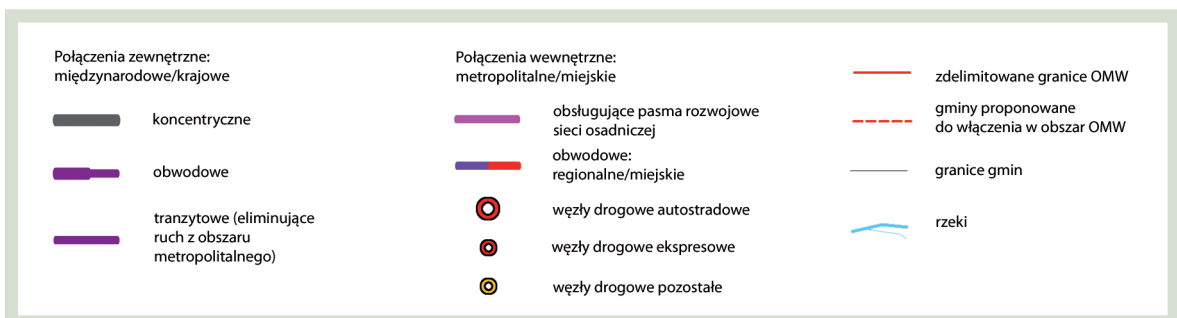 Połączenia zewnętrzne:
międzynarodowe/krajowe
koncentryczne
obwodowe
tranzytowe (eliminujące
ruch z obszaru
metropolitalnego)
Połączenia wewnętrzne:
metropolitalne/miejskie
obsługujące pasma rozwojowe
sieci osadniczej
obwodowe:
regionalne/miejskie
węzły drogowe autostradowe
węzły drogowe ekspresowe
węzły drogowe pozostałe
zdelimitowane granice OMW
gminy proponowane
do włączenia w obszar OMW
granice gmin
rzeki